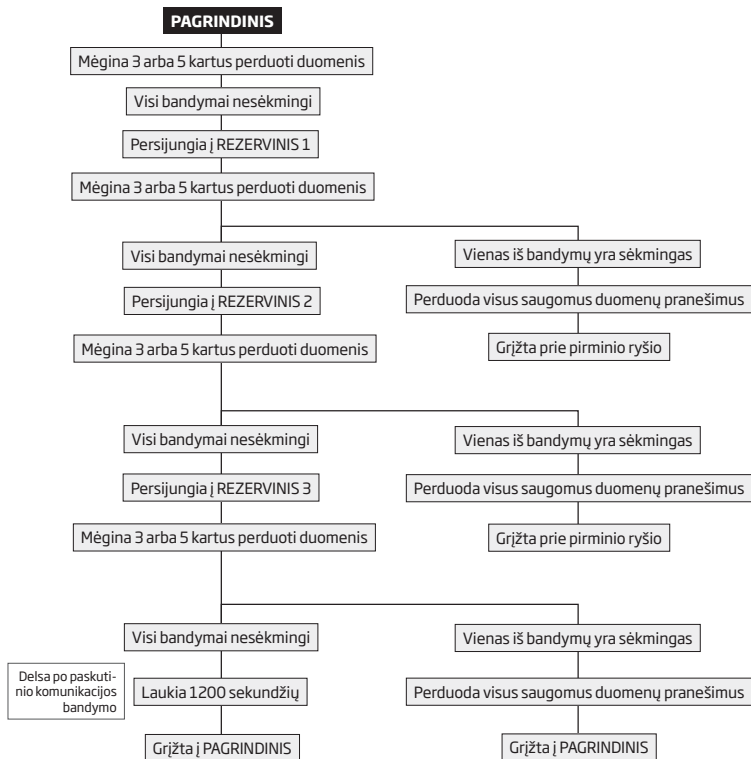 PAGRINDINIS
Mėgina 3 arba 5 kartus perduoti duomenis
Visi bandymai nesėkmingi
Persijungia į REZERVINIS 1
Mėgina 3 arba 5 kartus perduoti duomenis
Visi bandymai nesėkmingi
Vienas iš bandymų yra sėkmingas
Persijungia į REZERVINIS 2
Perduoda visus saugomus duomenų pranešimus
Mėgina 3 arba 5 kartus perduoti duomenis
Grįžta prie pirminio ryšio
Visi bandymai nesėkmingi
Vienas iš bandymų yra sėkmingas
Persijungia į REZERVINIS 3
Perduoda visus saugomus duomenų pranešimus
Mėgina 3 arba 5 kartus perduoti duomenis
Grįžta prie pirminio ryšio
Visi bandymai nesėkmingi
Vienas iš bandymų yra sėkmingas
Delsa po paskuti-
nio komunikacijos
bandymo
Laukia 1200 sekundžių
Perduoda visus saugomus duomenų pranešimus
Grįžta į PAGRINDINIS
Grįžta į PAGRINDINIS